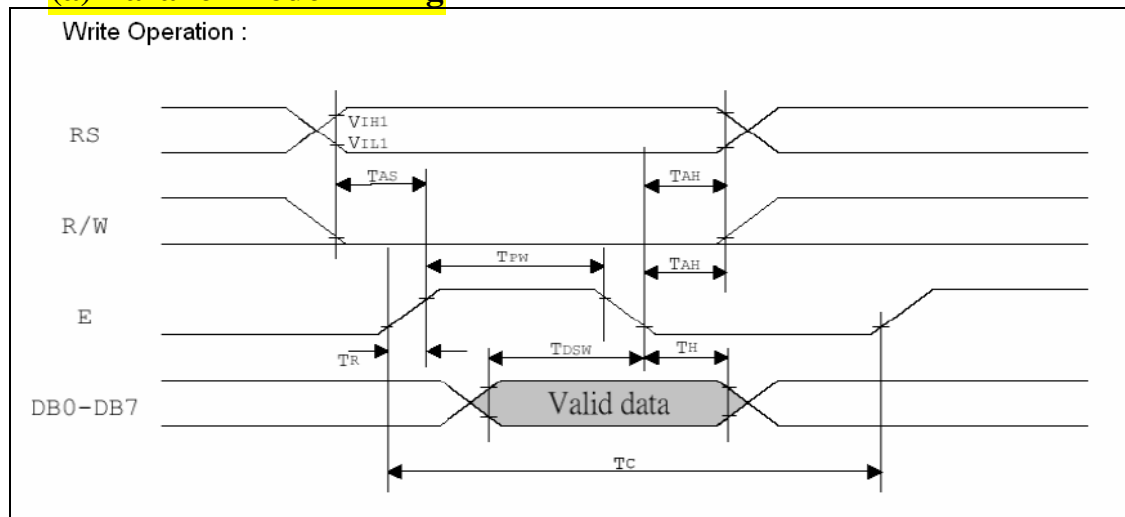 Write Operation :
RS
VIH1
VIL1
TAS
TAH
R/W
TPW
TAH
E
TR
TDSW
TH
DB0-DB7
Valid data
TC